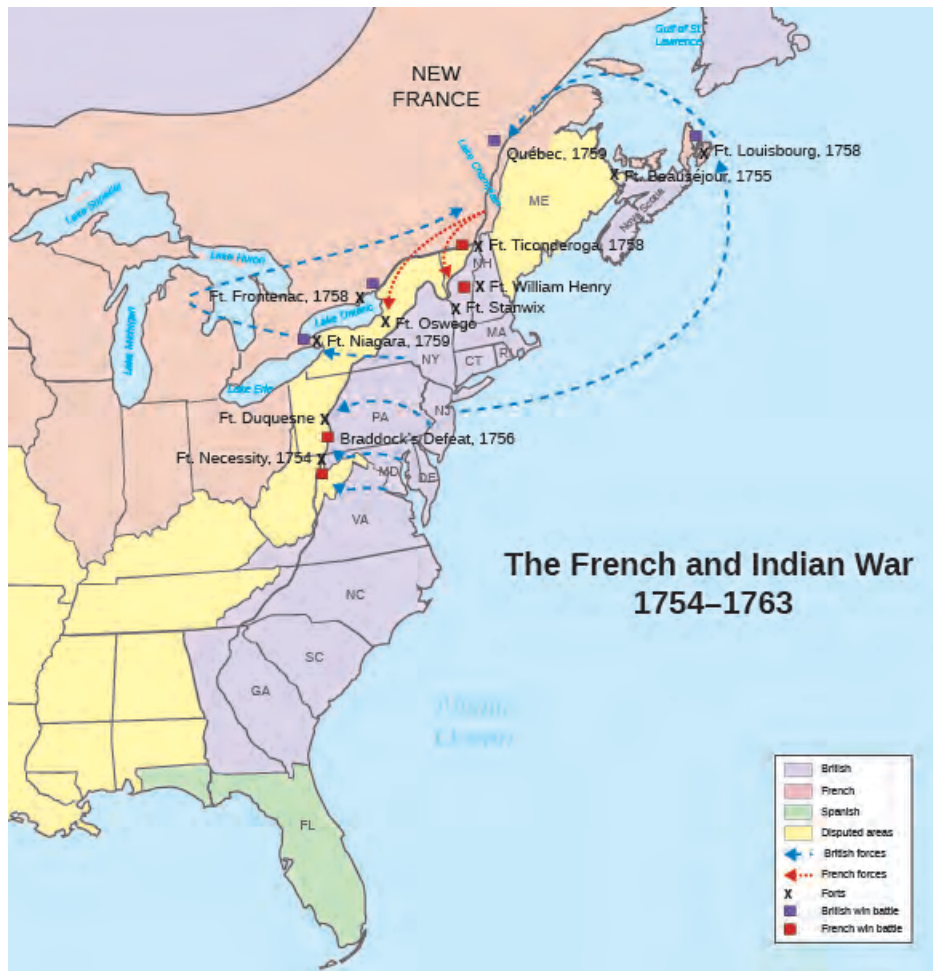 Gulf of St.
Lawrence
NEW
FRANCE
Québec, 1759
Ft. Louisbourg, 1758
Ft. Beauséjour, 1755
Lake Champlain
ME
Nova Scotia
Lake Superior
Ft. Ticonderoga, 1758
NH
Lake Huron
Ft. William Henry
Ft. Frontenac, 1758
Ft. Stanwix
Lake Ontario
Ft. Oswego
Lake Michigan
Ft. Niagara, 1759
MA
NY
CT
RI
Lake Erie
Ft. Duquesne
PA
NJ
Braddock's Defeat, 1756
Ft. Necessity, 1754
MD
DE
VA
The French and Indian War
1754–1763
NC
SC
GA
Atlantic
Ocean
FL
British
French
Spanish
Disputed areas
British forces
French forces
X Forts
British win battle
French win battle